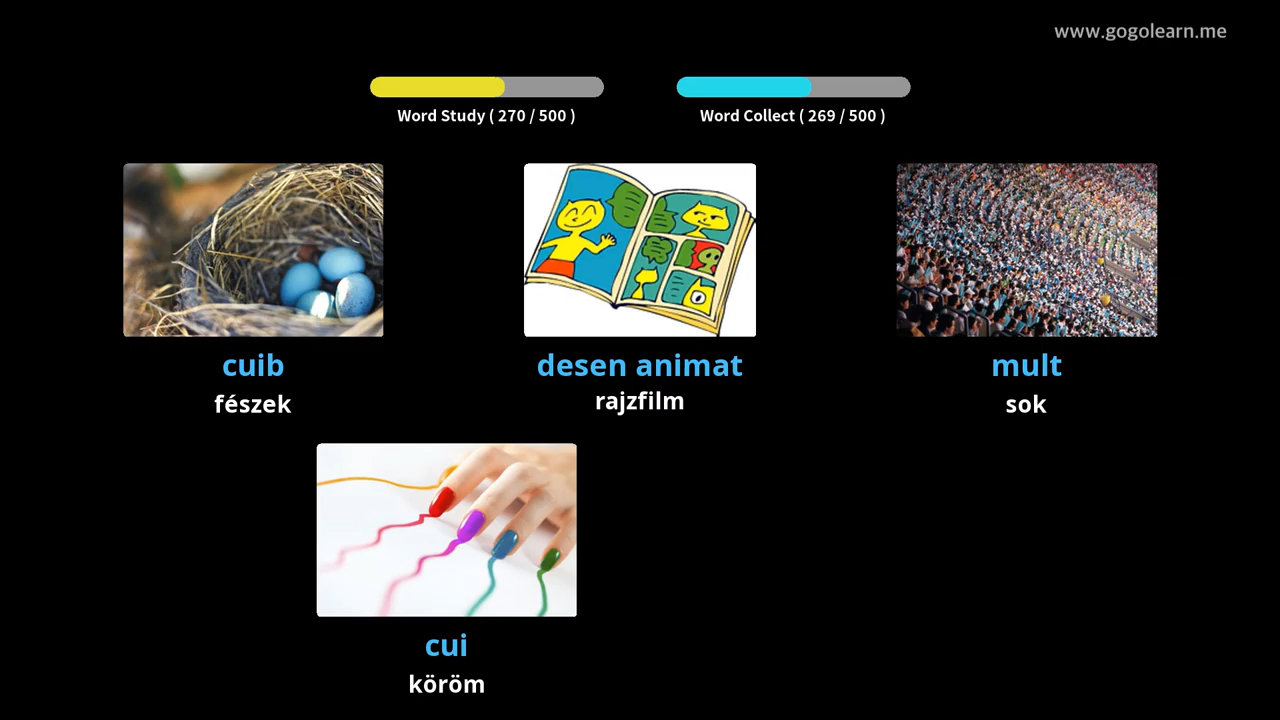 www.gogolearn.me
Word Study ( 270 / 500 )
Word Collect ( 269 / 500 )
cuib
fészek
desen animat
rajzfilm
mult
sok
cui
köröm